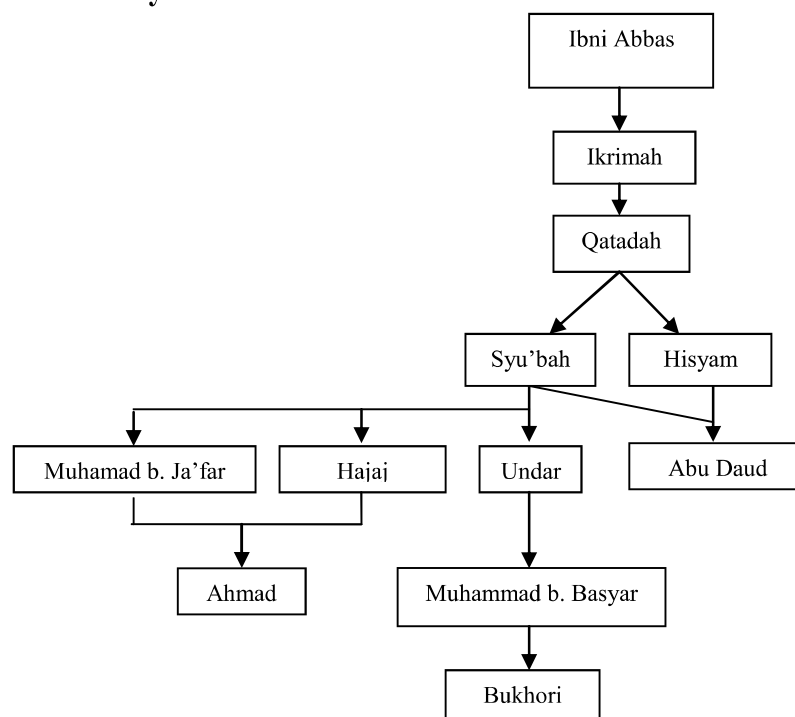 Ibni Abbas
Ikrimah
Qatadah
Syu'bah
Hisyam
Muhamad b. Ja'far
Hajaj
Undar
Abu Daud
Ahmad
Muhammad b. Basyar
Bukhori